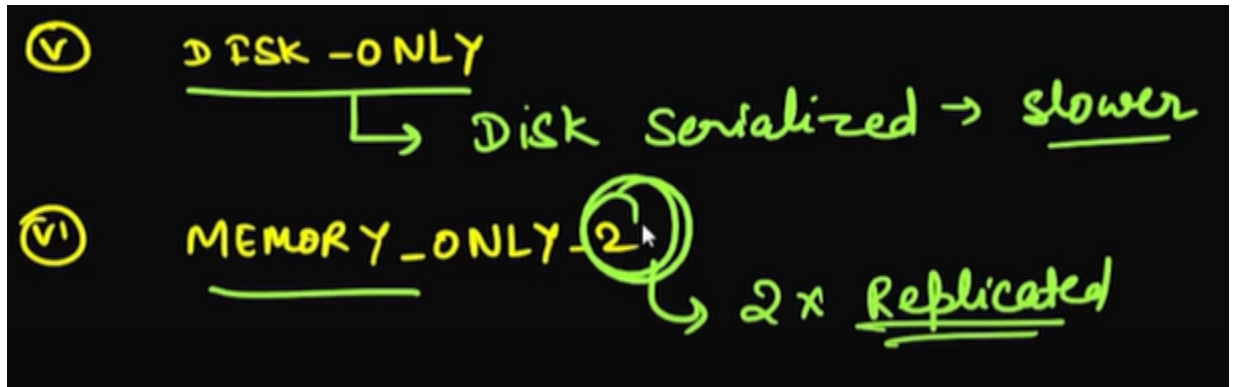 (v) DISK-ONLY
↳ Disk Serialized → slower
(vi) MEMORY_ONLY_2
↳ 2x Replicated